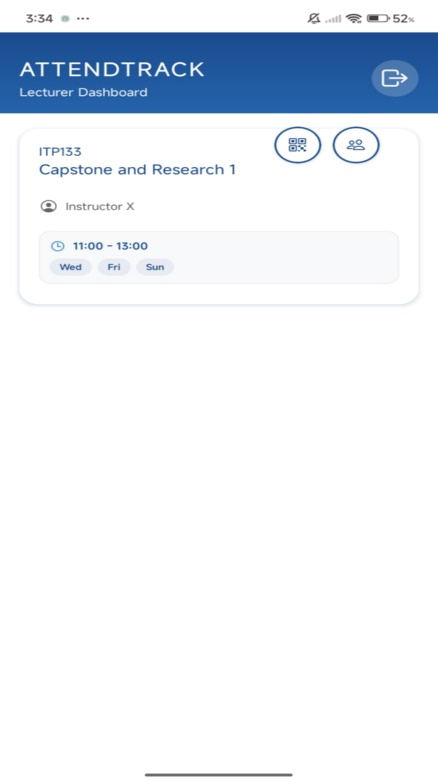 3:34 ... 52%
ATTENDTRACK
Lecturer Dashboard
ITP133
Capstone and Research 1
Instructor X
11:00 - 13:00
Wed Fri Sun